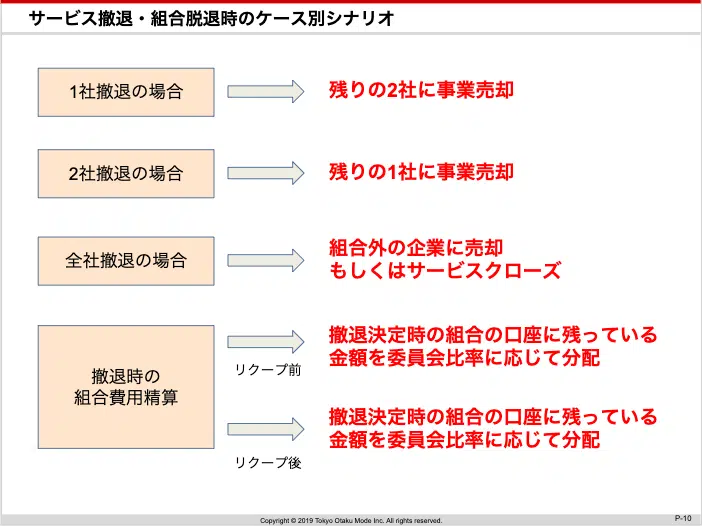 サービス撤退・組合脱退時のケース別シナリオ
1社撤退の場合
残りの2社に事業売却
2社撤退の場合
残りの1社に事業売却
全社撤退の場合
組合外の企業に売却
もしくはサービスクローズ
撤退時の
組合費用精算
リクープ前
撤退決定時の組合の口座に残っている
金額を委員会比率に応じて分配
リクープ後
撤退決定時の組合の口座に残っている
金額を委員会比率に応じて分配
Copyright © 2019 Tokyo Otaku Mode Inc. All rights reserved.
P-10